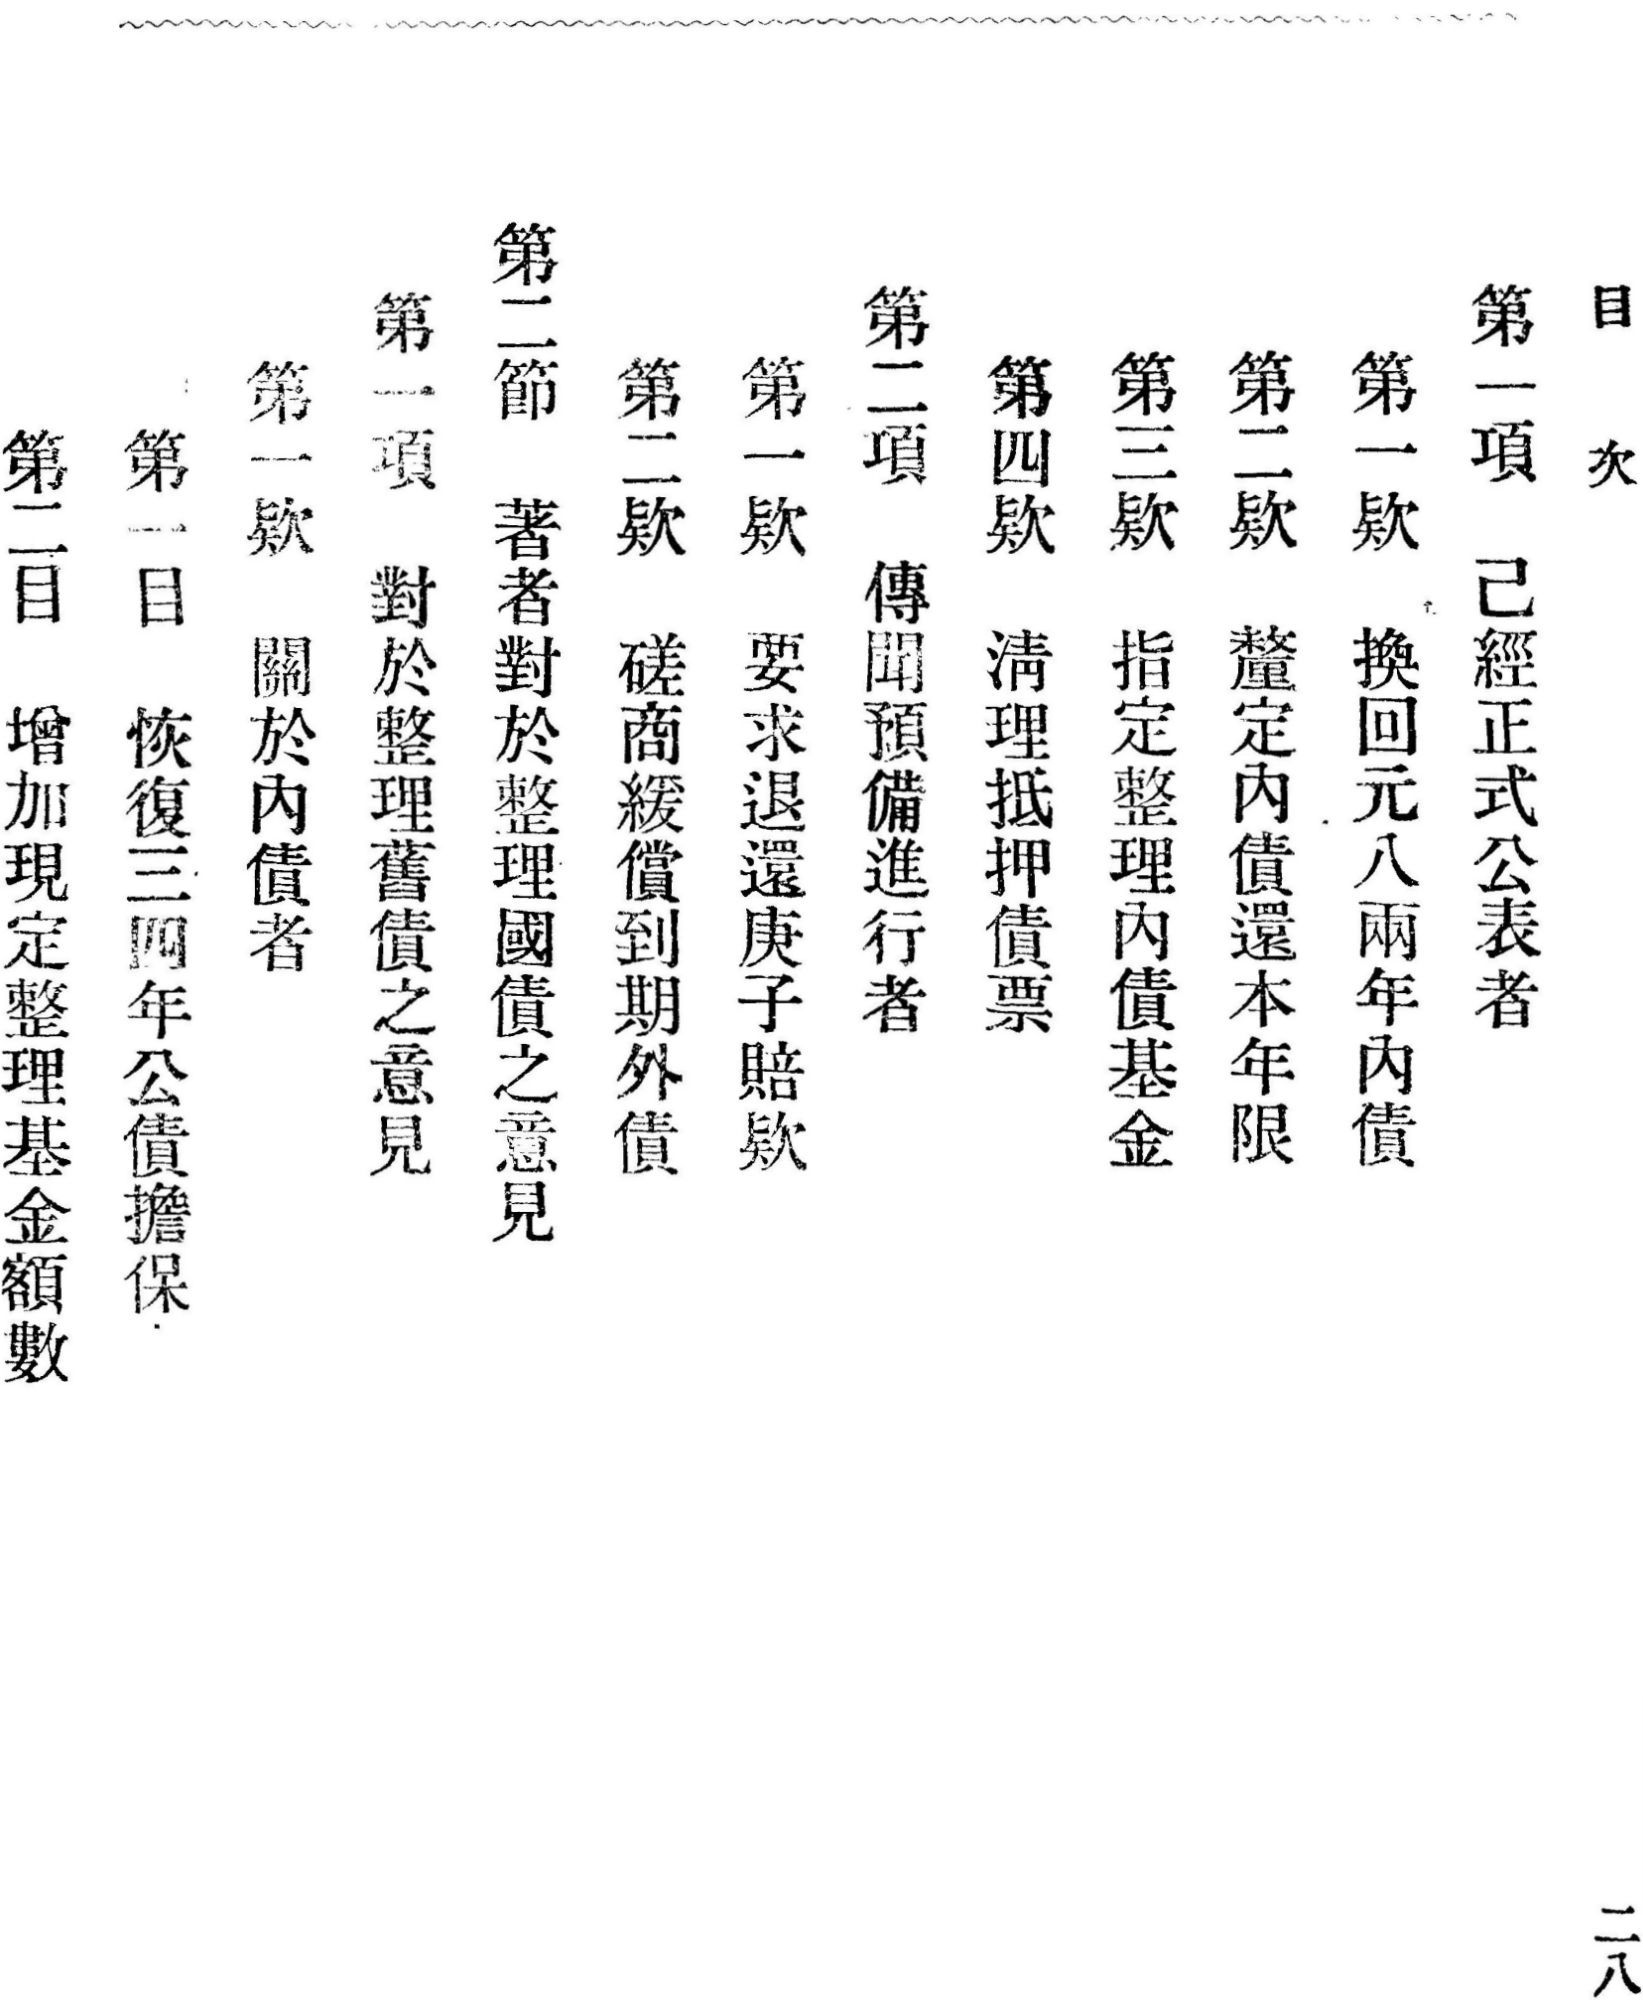 目次
第一項　己經正式公表者
第一欵　換回元八兩年內債
第二欵　釐定內債還本年限
第三欵　指定整理內債基金
第四欵　淸理抵押債票
第二項　傳聞預備進行者
第一欵　要求退還庚子賠欵
第二欵　磋商緩償到期外債
第二節　著者對於整理國債之意見
第一項　對於整理舊債之意見
第一欵　關於內債者
第一目　恢復三四年公債擔保
第二目　增加現定整理基金額數
二八